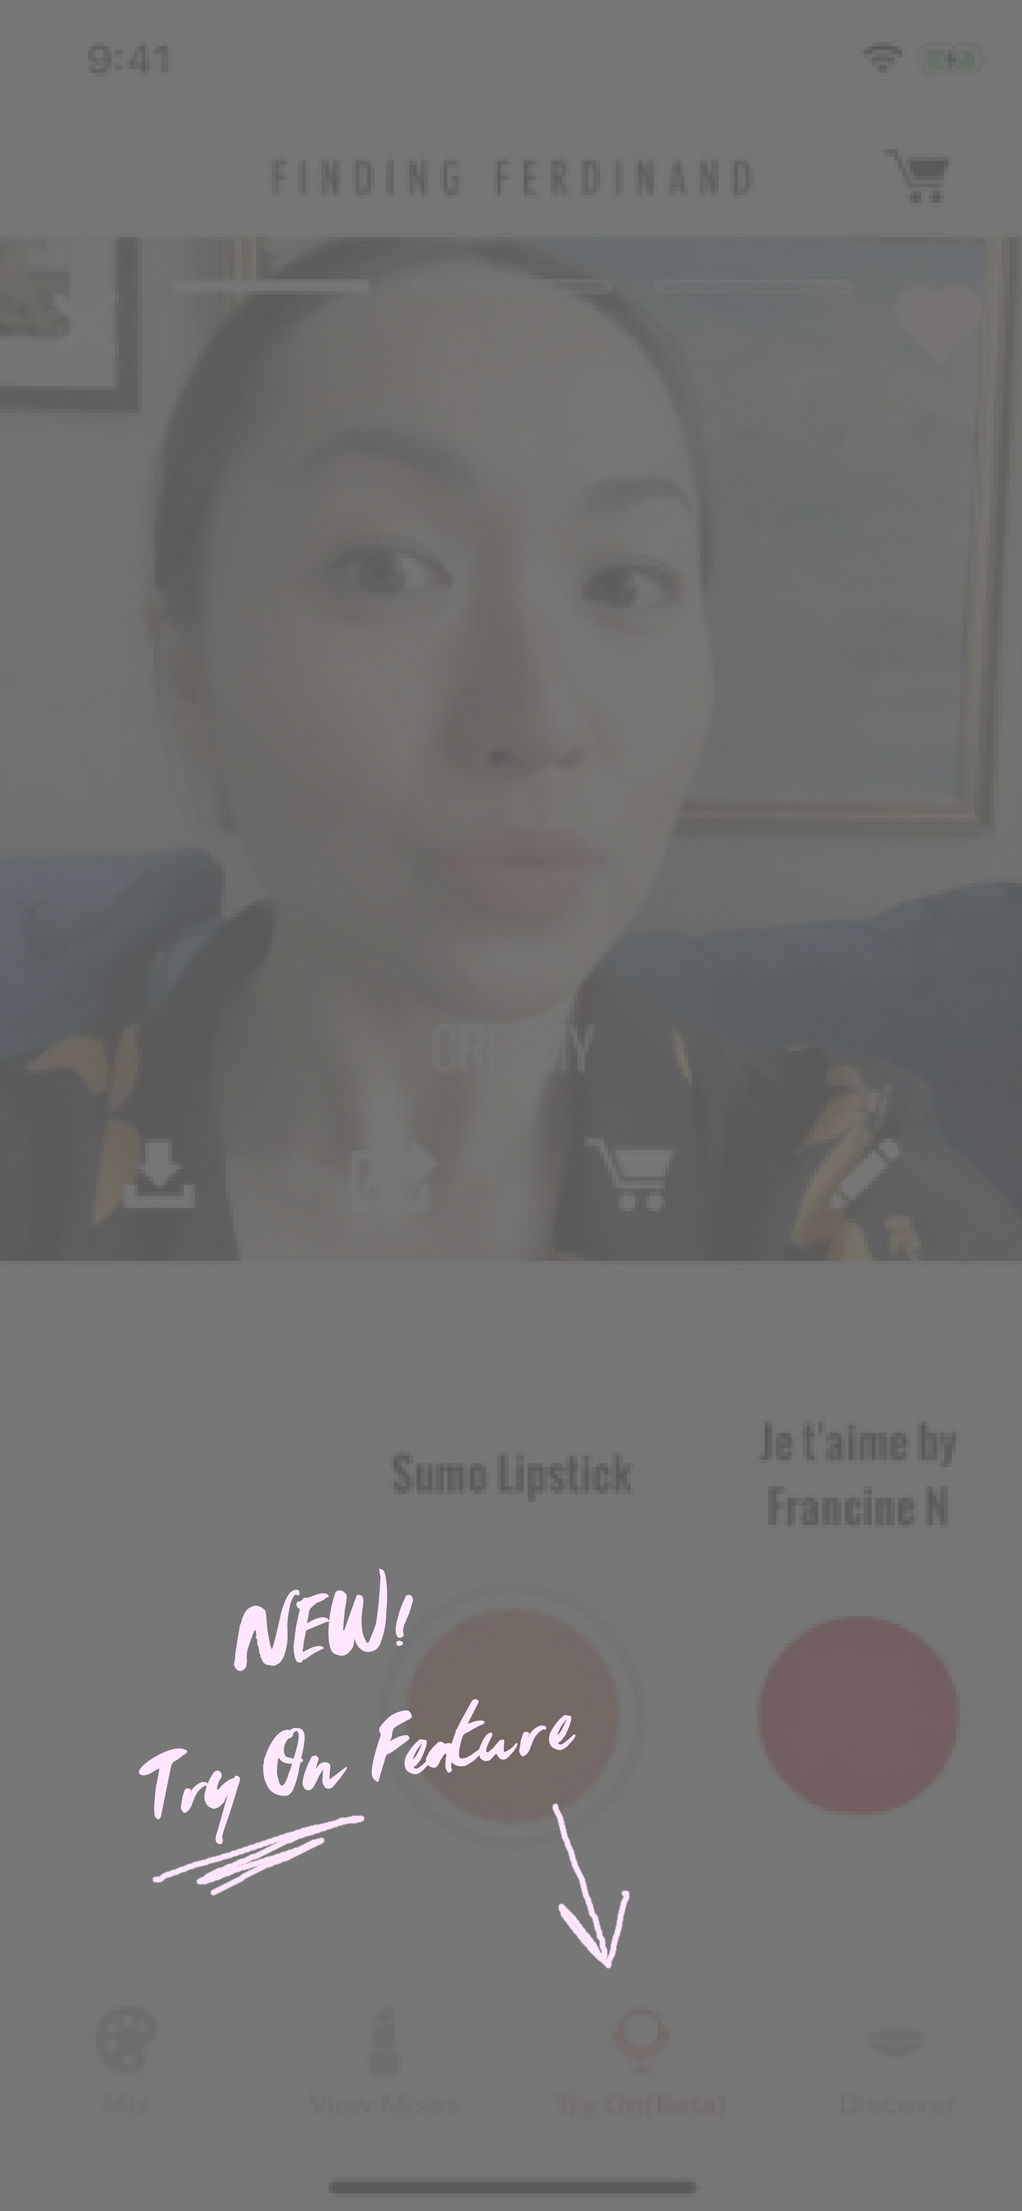 9:41
FINDING FERDINAND
CREAMY
Sumo Lipstick
Je t'aime by
Francine N
NEW!
Try On Feature
Mix
View Mixes
Try On(Beta)
Discover